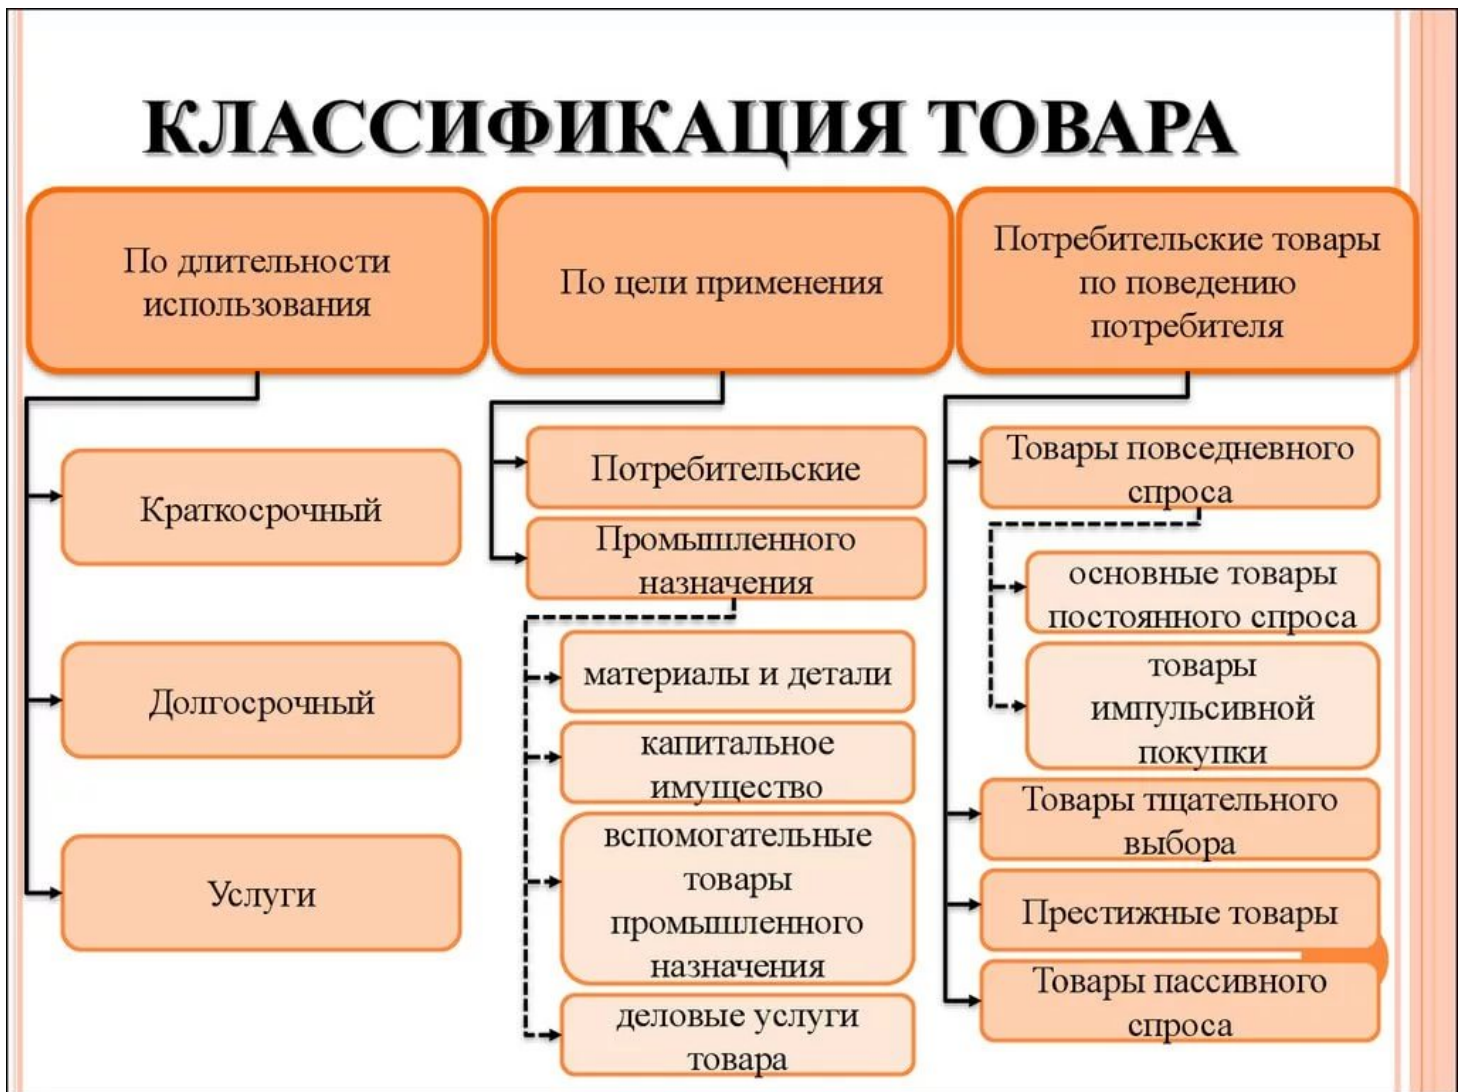 КЛАССИФИКАЦИЯ ТОВАРА
По длительности
использования
Краткосрочный
Долгосрочный
Услуги
По цели применения
Потребительские
Промышленного
назначения
материалы и детали
капитальное
имущество
вспомогательные
товары
промышленного
назначения
деловые услуги
товара
Потребительские товары
по поведению
потребителя
Товары повседневного
спроса
основные товары
постоянного спроса
товары
импульсивной
покупки
Товары тщательного
выбора
Престижные товары
Товары пассивного
спроса